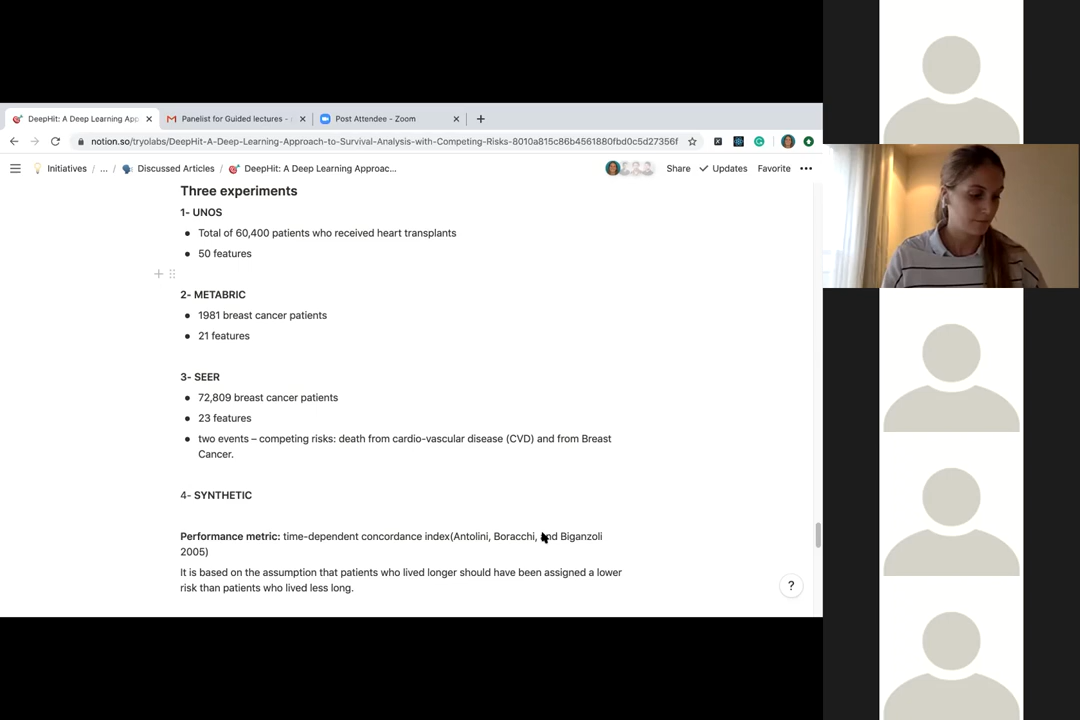 DeepHit: A Deep Learning App
Panelist for Guided lectures -
Post Attendee - Zoom
notion.so/tryolabs/DeepHit-A-Deep-Learning-Approach-to-Survival-Analysis-with-Competing-Risks-8010a815c86b4561880fbd0c5d27356f
Initiatives / ... / Discussed Articles / DeepHit: A Deep Learning Approac...
Share Updates Favorite
Three experiments
1- UNOS
Total of 60,400 patients who received heart transplants
50 features
2- METABRIC
1981 breast cancer patients
21 features
3- SEER
72,809 breast cancer patients
23 features
two events – competing risks: death from cardio-vascular disease (CVD) and from Breast
Cancer.
4- SYNTHETIC
Performance metric: time-dependent concordance index(Antolini, Boracchi, and Biganzoli
2005)
It is based on the assumption that patients who lived longer should have been assigned a lower
risk than patients who lived less long.
?